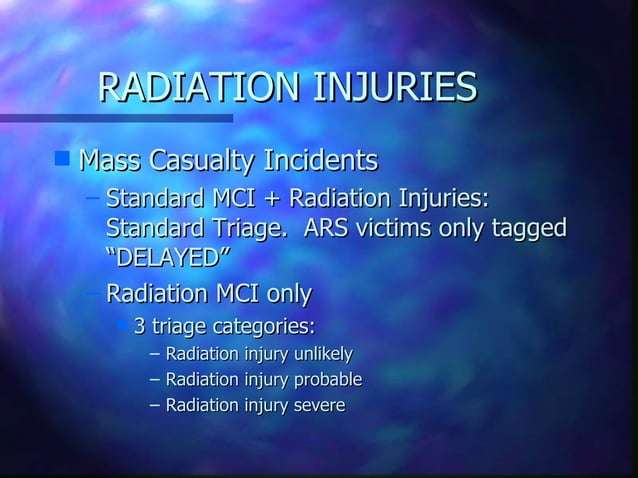 RADIATION INJURIES
Mass Casualty Incidents
– Standard MCI + Radiation Injuries:
Standard Triage.  ARS victims only tagged
“DELAYED”
– Radiation MCI only
3 triage categories:
– Radiation injury unlikely
– Radiation injury probable
– Radiation injury severe